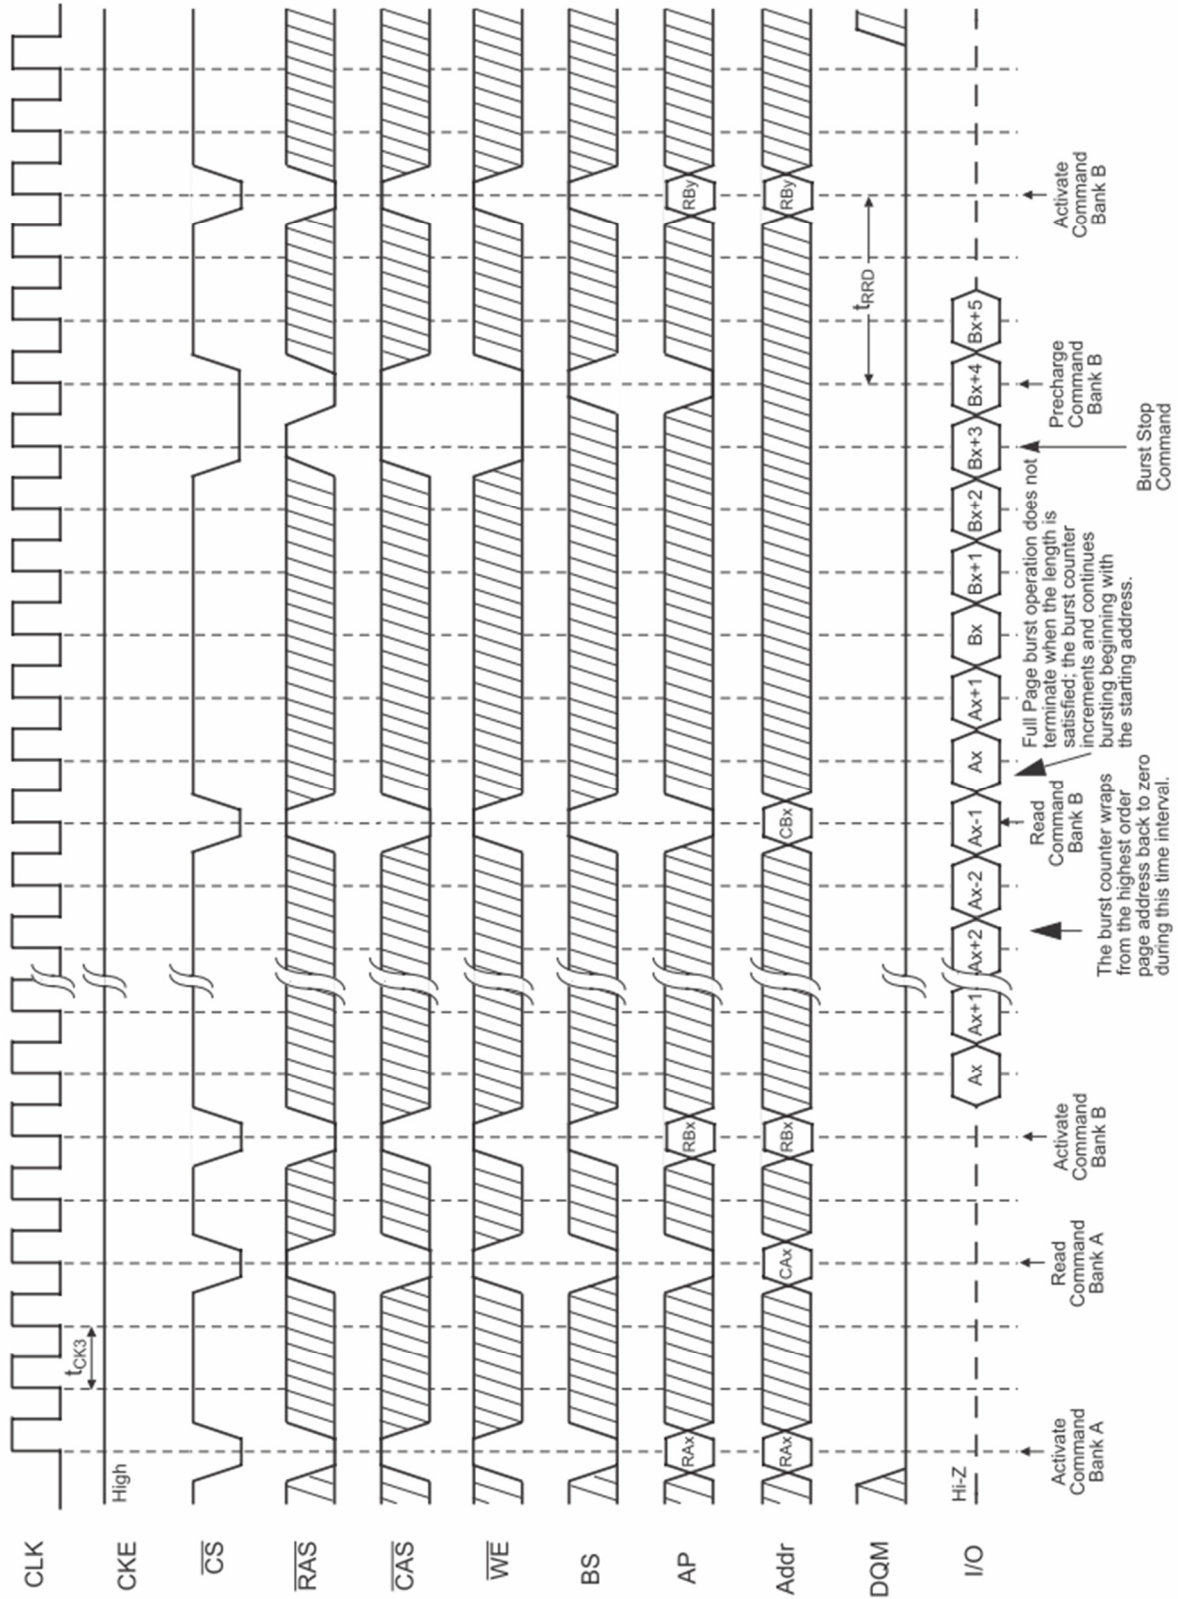 CLK
tCK3
CKE
High
C̅S̅
R̅A̅S̅
C̅A̅S̅
W̅E̅
BS
AP RAx RBx RBy
Addr RAx CAx RBx CBx RBy
tRRD
DQM
I/O Hi-Z Ax Ax+1 Ax+2 Ax-2 Ax-1 Ax Ax+1 Bx Bx+1 Bx+2 Bx+3 Bx+4 Bx+5
Activate
Command
Bank A
Read
Command
Bank A
Activate
Command
Bank B
The burst counter wraps
from the highest order
page address back to zero
during this time interval.
Read
Command
Bank B
Full Page burst operation does not
terminate when the length is
satisfied; the burst counter
increments and continues
bursting beginning with
the starting address.
Burst Stop
Command
Precharge
Command
Bank B
Activate
Command
Bank B